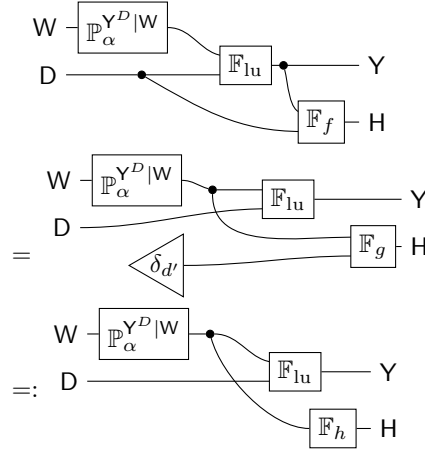 W ℙ_α^{Y^D|W} 𝔽_lu Y
D 𝔽_f H
W ℙ_α^{Y^D|W} 𝔽_lu Y
= D δ_{d′} 𝔽_g H
W ℙ_α^{Y^D|W} 𝔽_lu Y
=: D 𝔽_h H